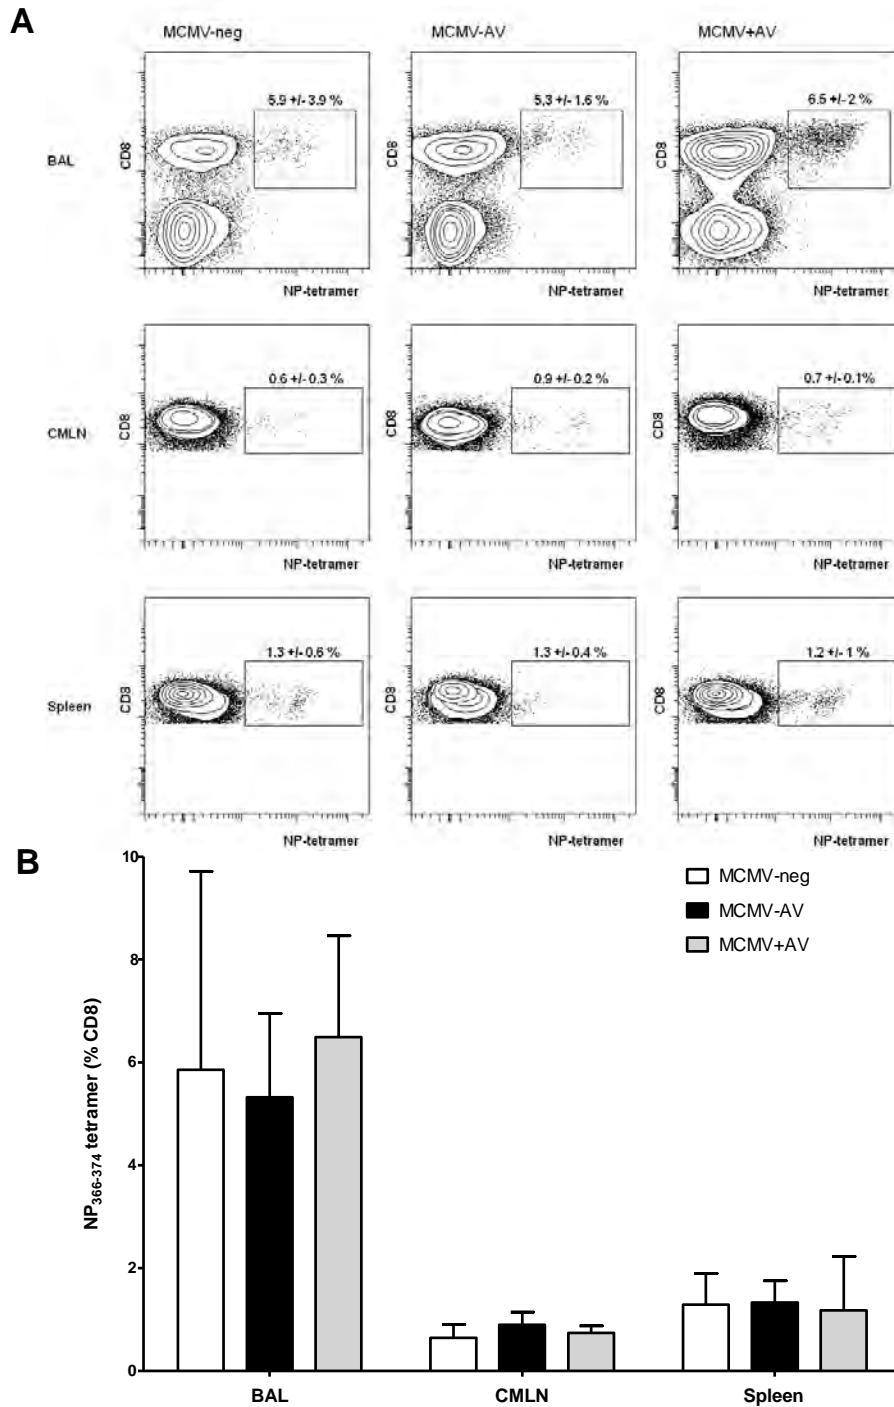 A
MCMV-neg MCMV-AV MCMV+AV
5.9 +/- 3.9 % 5.3 +/- 1.6 % 6.5 +/- 2 %
BAL CD8 CD8 CD8
NP-tetramer NP-tetramer NP-tetramer
0.6 +/- 0.3 % 0.9 +/- 0.2 % 0.7 +/- 0.1%
CMLN CD8 CD8 CD8
NP-tetramer NP-tetramer NP-tetramer
1.3 +/- 0.6 % 1.3 +/- 0.4 % 1.2 +/- 1 %
Spleen CD8 CD8 CD8
NP-tetramer NP-tetramer NP-tetramer
B
10
8
6
4
2
0
NP366-374 tetramer (% CD8)
MCMV-neg
MCMV-AV
MCMV+AV
BAL CMLN Spleen